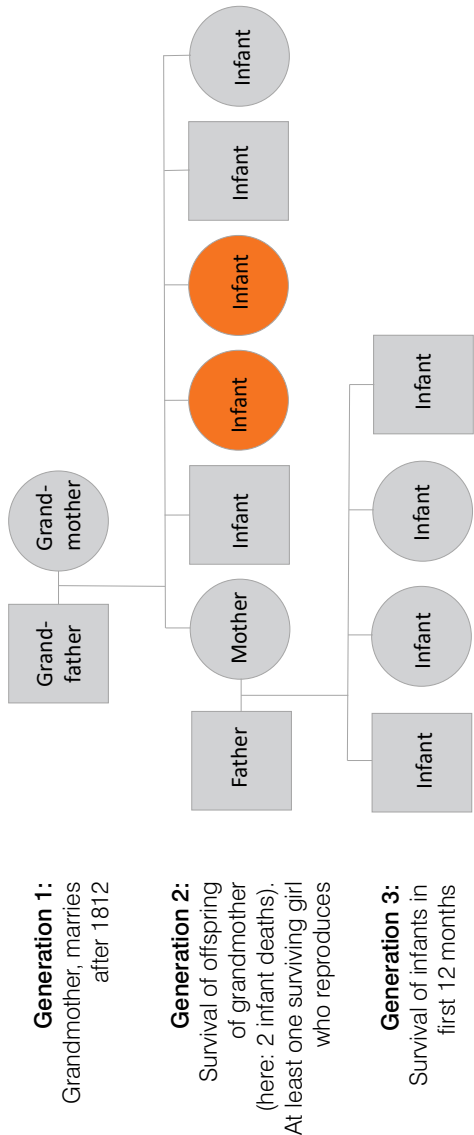 Generation 1:
Grandmother, marries
after 1812
Grand-
father
Grand-
mother
Generation 2:
Survival of offspring
of grandmother
(here: 2 infant deaths).
At least one surviving girl
who reproduces
Father
Mother
Infant
Infant
Infant
Infant
Infant
Generation 3:
Survival of infants in
first 12 months
Infant
Infant
Infant
Infant